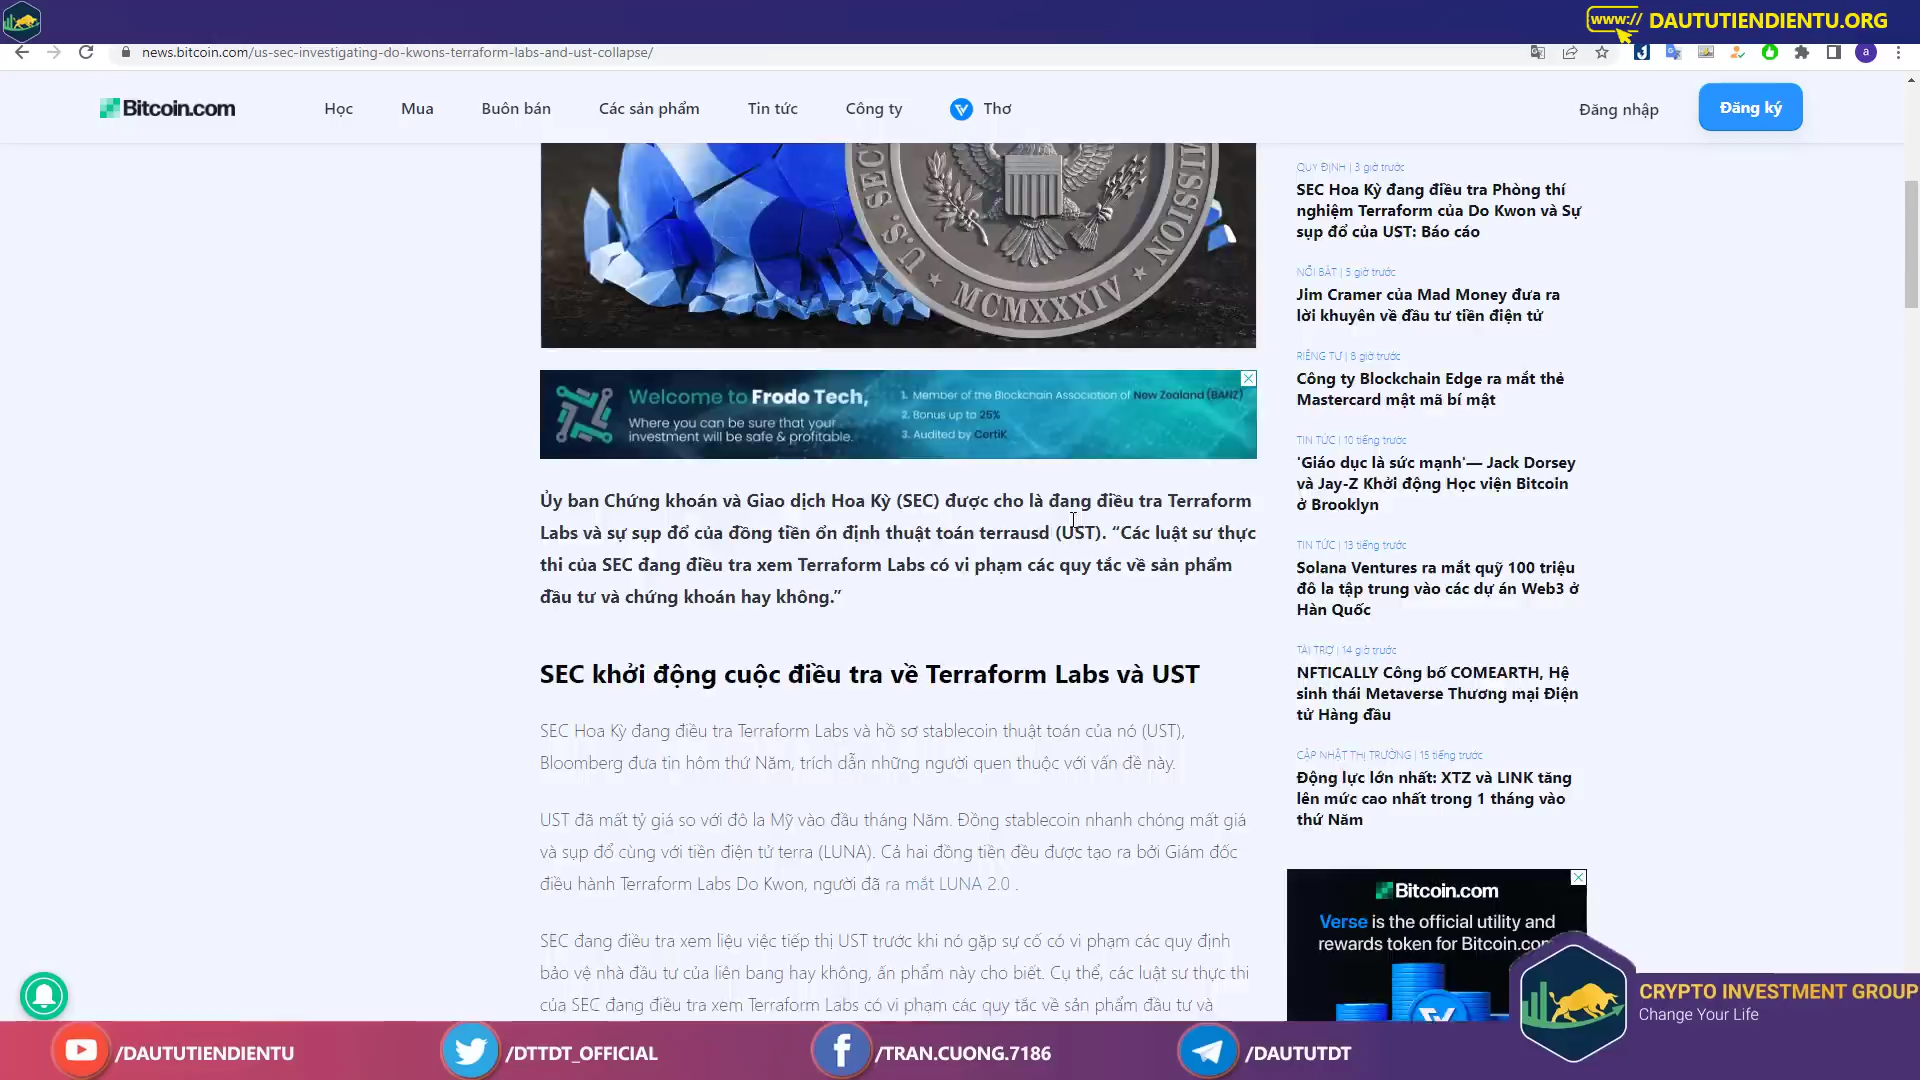 www.//
DAUTUTIENDIENTU.ORG
news.bitcoin.com/us-sec-investigating-do-kwons-terraform-labs-and-ust-collapse/
a
Bitcoin.com
Học
Mua
Buôn bán
Các sản phẩm
Tin tức
Công ty
Thơ
Đăng nhập
Đăng ký
U.S. SEC
MISSION
MCMXXXIV
Welcome to Frodo Tech,
Where you can be sure that your
investment will be safe & profitable.
1. Member of the Blockchain Association of New Zealand (BANZ)
2. Bonus up to 25%
3. Audited by CertiK
Ủy ban Chứng khoán và Giao dịch Hoa Kỳ (SEC) được cho là đang điều tra Terraform
Labs và sự sụp đổ của đồng tiền ổn định thuật toán terrausd (UST). “Các luật sư thực
thi của SEC đang điều tra xem Terraform Labs có vi phạm các quy tắc về sản phẩm
đầu tư và chứng khoán hay không.”
SEC khởi động cuộc điều tra về Terraform Labs và UST
SEC Hoa Kỳ đang điều tra Terraform Labs và hồ sơ stablecoin thuật toán của nó (UST),
Bloomberg đưa tin hôm thứ Năm, trích dẫn những người quen thuộc với vấn đề này.
UST đã mất tỷ giá so với đô la Mỹ vào đầu tháng Năm. Đồng stablecoin nhanh chóng mất giá
và sụp đổ cùng với tiền điện tử terra (LUNA). Cả hai đồng tiền đều được tạo ra bởi Giám đốc
điều hành Terraform Labs Do Kwon, người đã ra mắt LUNA 2.0 .
SEC đang điều tra xem liệu việc tiếp thị UST trước khi nó gặp sự cố có vi phạm các quy định
bảo vệ nhà đầu tư của liên bang hay không, ấn phẩm này cho biết. Cụ thể, các luật sư thực thi
của SEC đang điều tra xem Terraform Labs có vi phạm các quy tắc về sản phẩm đầu tư và
QUY ĐỊNH | 3 giờ trước
SEC Hoa Kỳ đang điều tra Phòng thí
nghiệm Terraform của Do Kwon và Sự
sụp đổ của UST: Báo cáo
NỔI BẬT | 5 giờ trước
Jim Cramer của Mad Money đưa ra
lời khuyên về đầu tư tiền điện tử
RIÊNG TƯ | 8 giờ trước
Công ty Blockchain Edge ra mắt thẻ
Mastercard mật mã bí mật
TIN TỨC | 10 tiếng trước
'Giáo dục là sức mạnh'— Jack Dorsey
và Jay-Z Khởi động Học viện Bitcoin
ở Brooklyn
TIN TỨC | 13 tiếng trước
Solana Ventures ra mắt quỹ 100 triệu
đô la tập trung vào các dự án Web3 ở
Hàn Quốc
TÀI TRỢ | 14 giờ trước
NFTICALLY Công bố COMEARTH, Hệ
sinh thái Metaverse Thương mại Điện
tử Hàng đầu
CẬP NHẬT THỊ TRƯỜNG | 15 tiếng trước
Động lực lớn nhất: XTZ và LINK tăng
lên mức cao nhất trong 1 tháng vào
thứ Năm
Bitcoin.com
Verse is the official utility and
rewards token for Bitcoin.com
CRYPTO INVESTMENT GROUP
Change Your Life
/DAUTUTIENDIENTU
/DTTDT_OFFICIAL
/TRAN.CUONG.7186
/DAUTUTDT